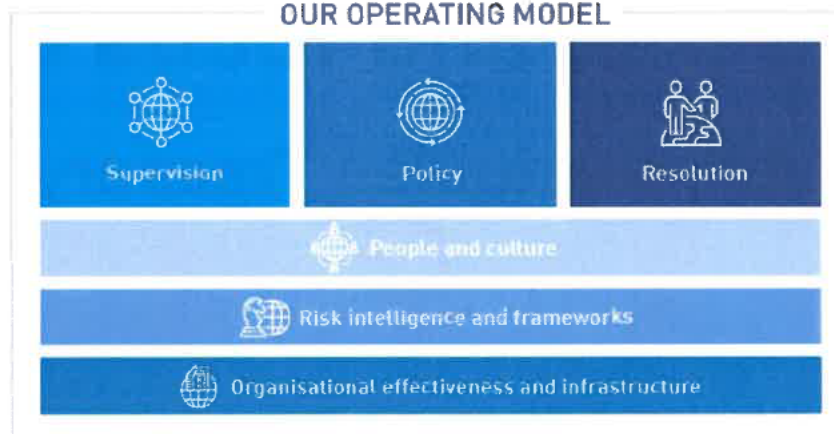 OUR OPERATING MODEL
Supervision
Policy
Resolution
People and culture
Risk intelligence and frameworks
Organisational effectiveness and infrastructure